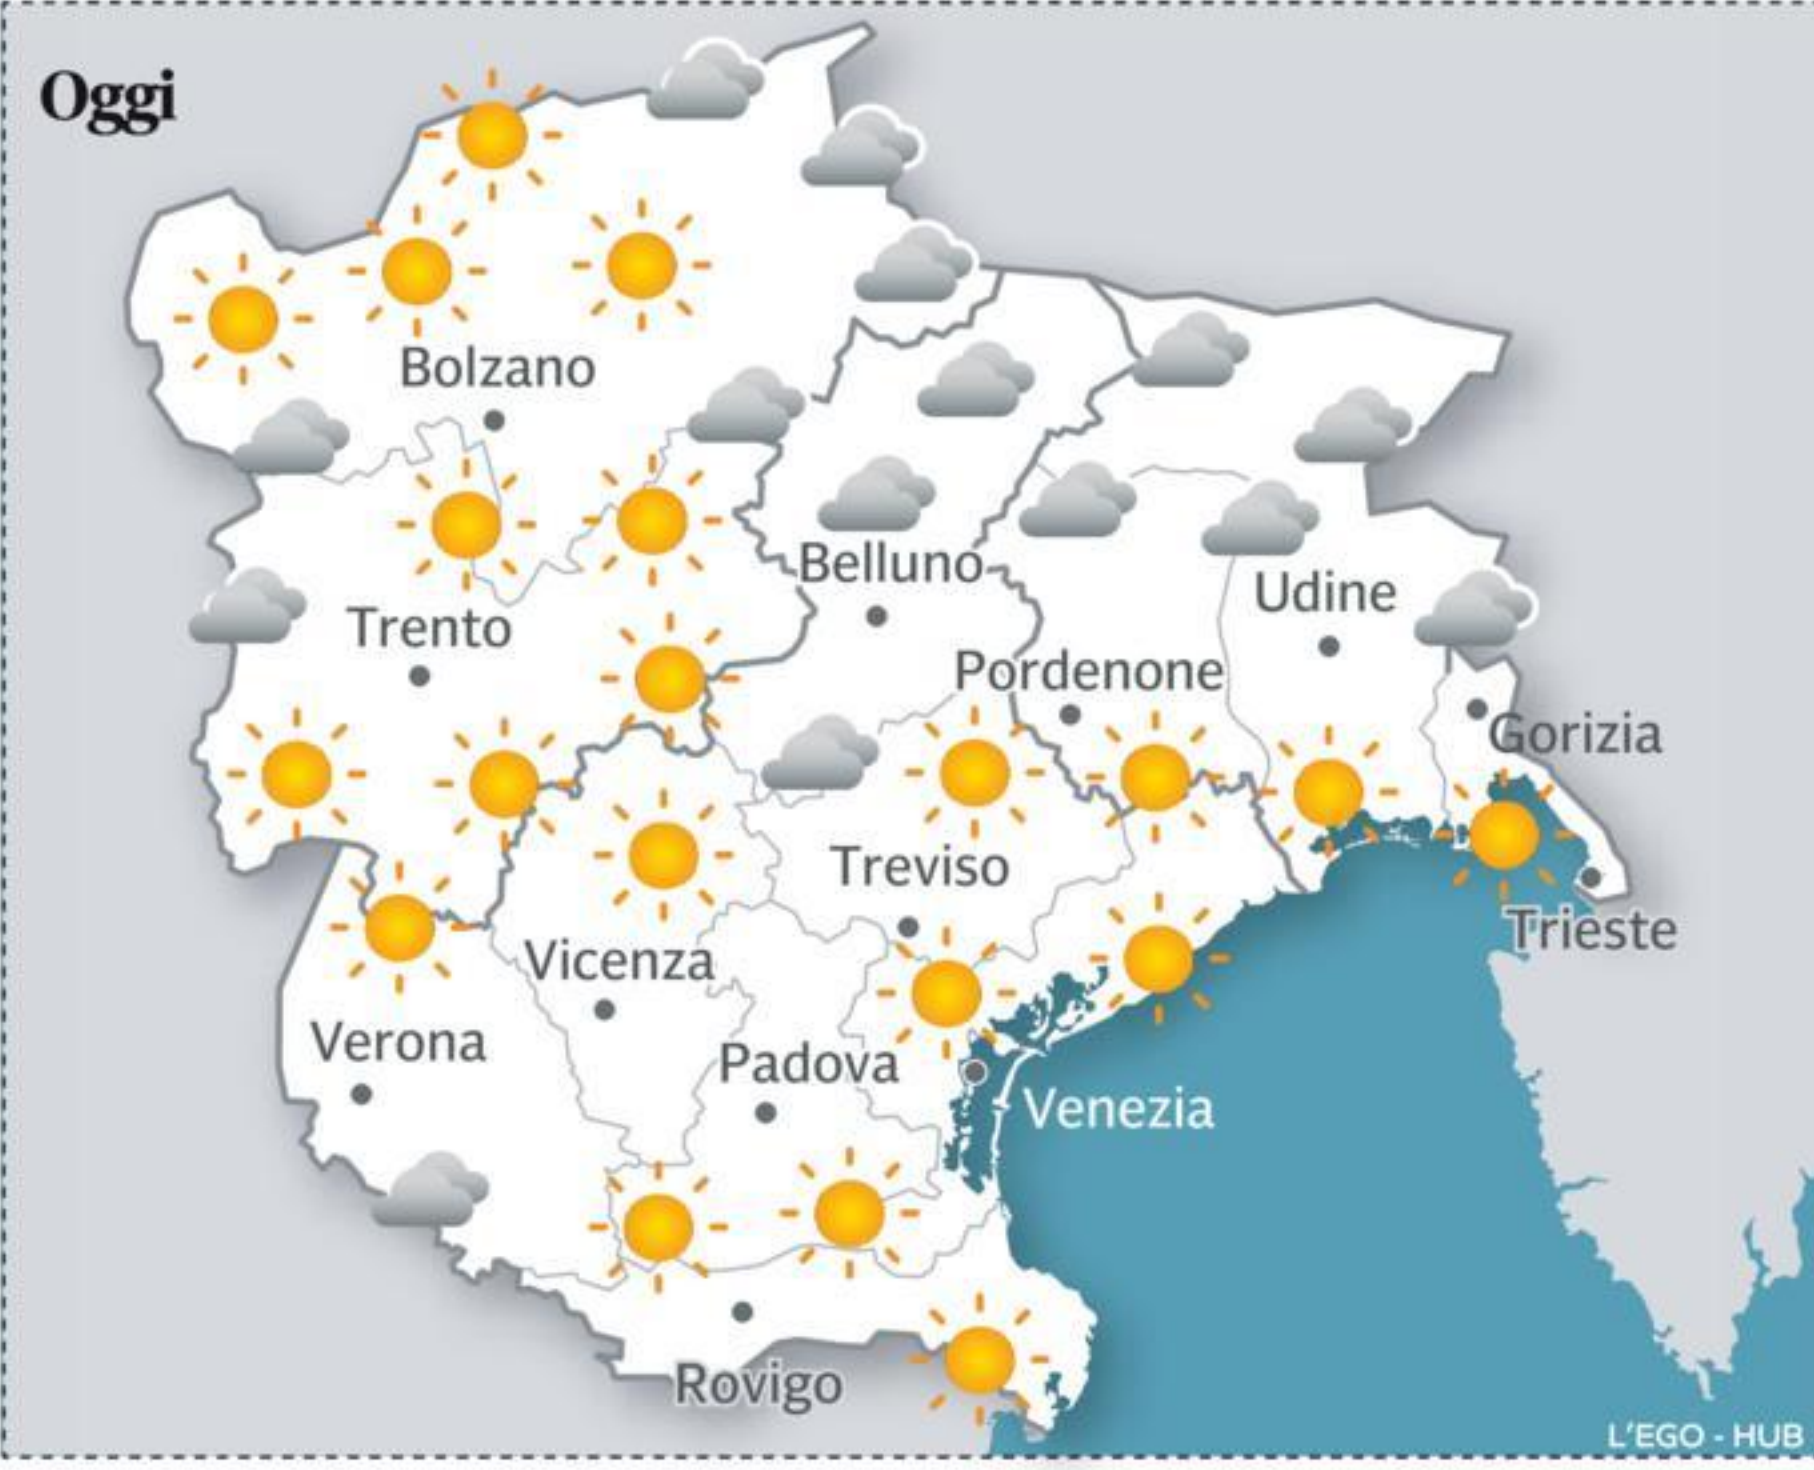 Oggi
Bolzano
Belluno
Udine
Trento
Pordenone
Gorizia
Treviso
Trieste
Vicenza
Verona
Padova
Venezia
Rovigo
L'EGO - HUB